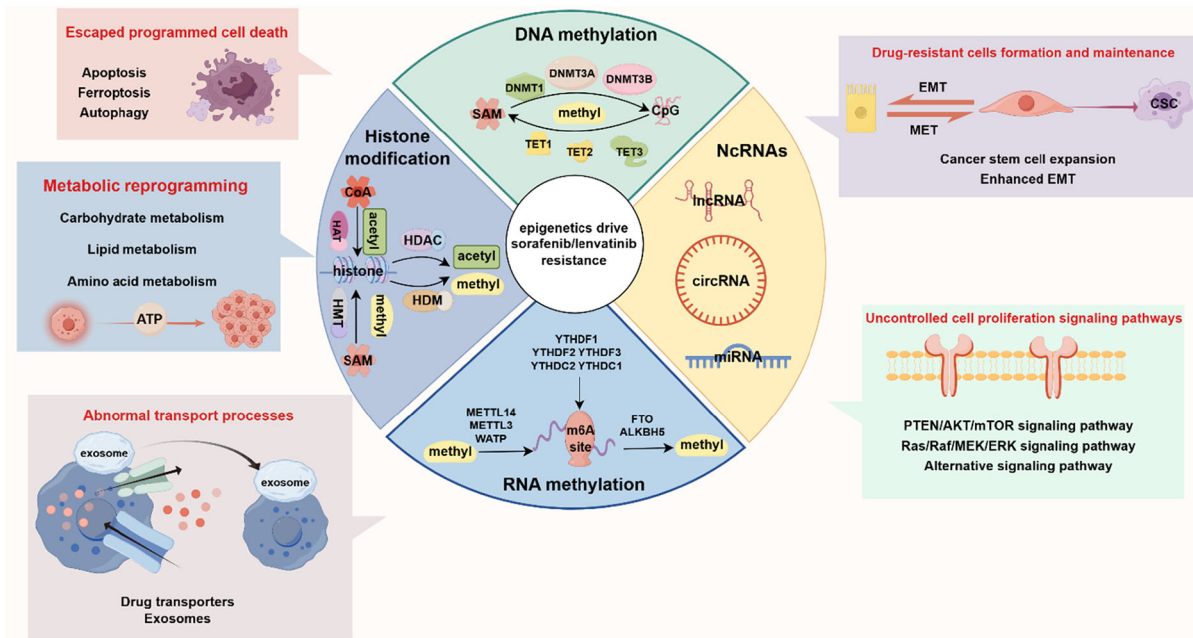 Escaped programmed cell death
Apoptosis
Ferroptosis
Autophagy
Metabolic reprogramming
Carbohydrate metabolism
Lipid metabolism
Amino acid metabolism
ATP
Abnormal transport processes
exosome
exosome
Drug transporters
Exosomes
DNA methylation
DNMT1
DNMT3A
DNMT3B
SAM
methyl
CpG
TET1
TET2
TET3
Histone
modification
CoA
HAT
acetyl
HDAC
acetyl
histone
methyl
HDM
HMT
methyl
SAM
epigenetics drive
sorafenib/lenvatinib
resistance
NcRNAs
lncRNA
circRNA
miRNA
YTHDF1
YTHDF2 YTHDF3
YTHDC2 YTHDC1
METTL14
METTL3
WATP
methyl
m6A
site
FTO
ALKBH5
methyl
RNA methylation
Drug-resistant cells formation and maintenance
EMT
MET
CSC
Cancer stem cell expansion
Enhanced EMT
Uncontrolled cell proliferation signaling pathways
PTEN/AKT/mTOR signaling pathway
Ras/Raf/MEK/ERK signaling pathway
Alternative signaling pathway